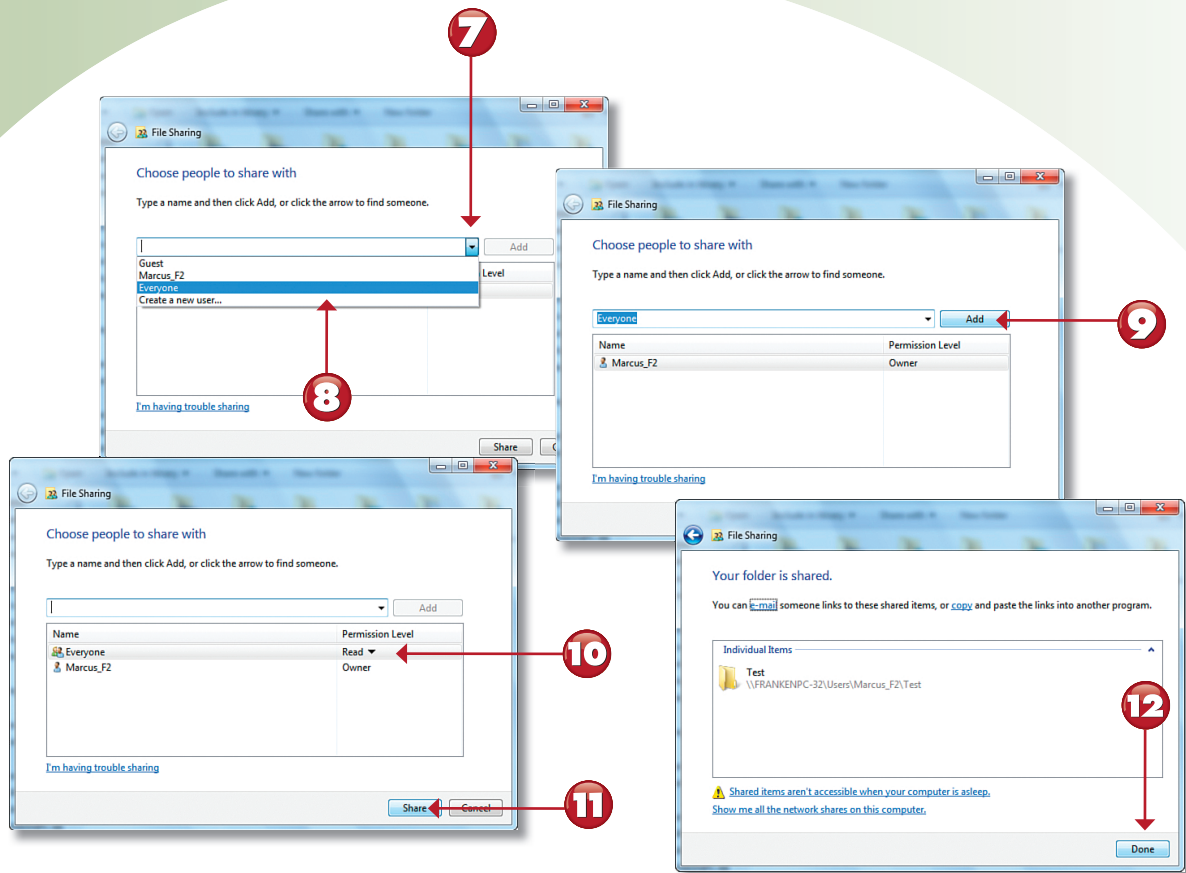 7
File Sharing
Choose people to share with
Type a name and then click Add, or click the arrow to find someone.
Add
Guest
Marcus_F2
Everyone
Create a new user...
Level
8
I'm having trouble sharing
Share
File Sharing
Choose people to share with
Type a name and then click Add, or click the arrow to find someone.
Everyone
Add
9
Name Permission Level
Marcus_F2 Owner
I'm having trouble sharing
File Sharing
Choose people to share with
Type a name and then click Add, or click the arrow to find someone.
Add
Name Permission Level
Everyone Read
10
Marcus_F2 Owner
I'm having trouble sharing
Share Cancel
11
File Sharing
Your folder is shared.
You can e-mail someone links to these shared items, or copy and paste the links into another program.
Individual Items
Test
\\FRANKENPC-32\Users\Marcus_F2\Test
12
Shared items aren't accessible when your computer is asleep.
Show me all the network shares on this computer.
Done